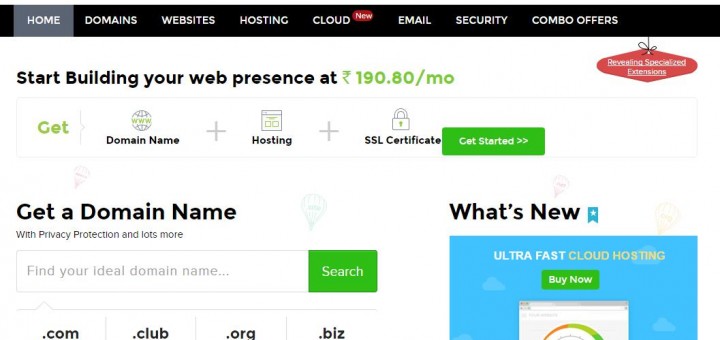 HOME DOMAINS WEBSITES HOSTING CLOUD New EMAIL SECURITY COMBO OFFERS
Revealing Specialized
Extensions
Start Building your web presence at ₹ 190.80/mo
Get
WWW
Domain Name + Hosting + SSL Certificate
Get Started >>
Get a Domain Name
With Privacy Protection and lots more
Find your ideal domain name...
Search
.com .club .org .biz
What's New
ULTRA FAST CLOUD HOSTING
Buy Now